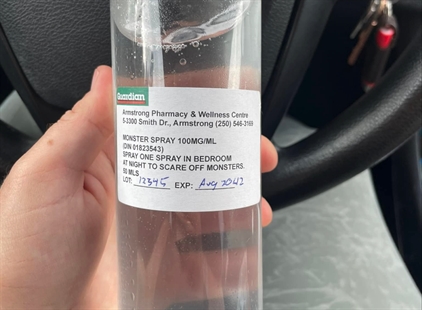 Guardian
Armstrong Pharmacy & Wellness Centre
5-3300 Smith Dr., Armstrong (250) 546-3169
MONSTER SPRAY 100MG/ML
(DIN 01823543)
SPRAY ONE SPRAY IN BEDROOM
AT NIGHT TO SCARE OFF MONSTERS.
50 MLS
LOT: 12345 EXP: Aug 2042